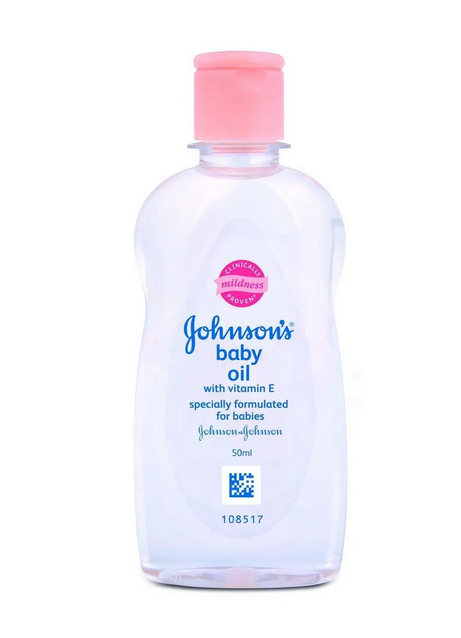 CLINICALLY
mildness
PROVEN*
Johnson's®
baby
oil
with vitamin E
specially formulated
for babies
Johnson & Johnson
50ml
108517